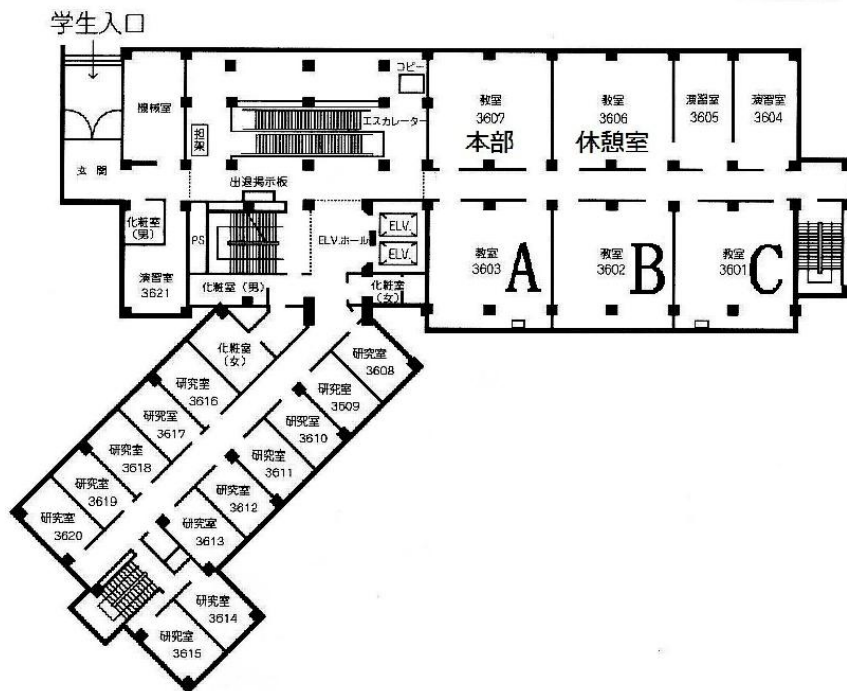 学生入口
機械室
担架
コピー
エスカレーター
教室
3607
本部
教室
3606
休憩室
演習室
3605
演習室
3604
玄関
出退掲示板
化粧室
(男)
PS
ELV.ホール
ELV.
ELV.
演習室
3621
化粧室(男)
化粧室
(女)
教室
3603
A
教室
3602
B
教室
3601
C
化粧室
(女)
研究室
3608
研究室
3609
研究室
3610
研究室
3611
研究室
3612
研究室
3613
研究室
3614
研究室
3615
研究室
3616
研究室
3617
研究室
3618
研究室
3619
研究室
3620